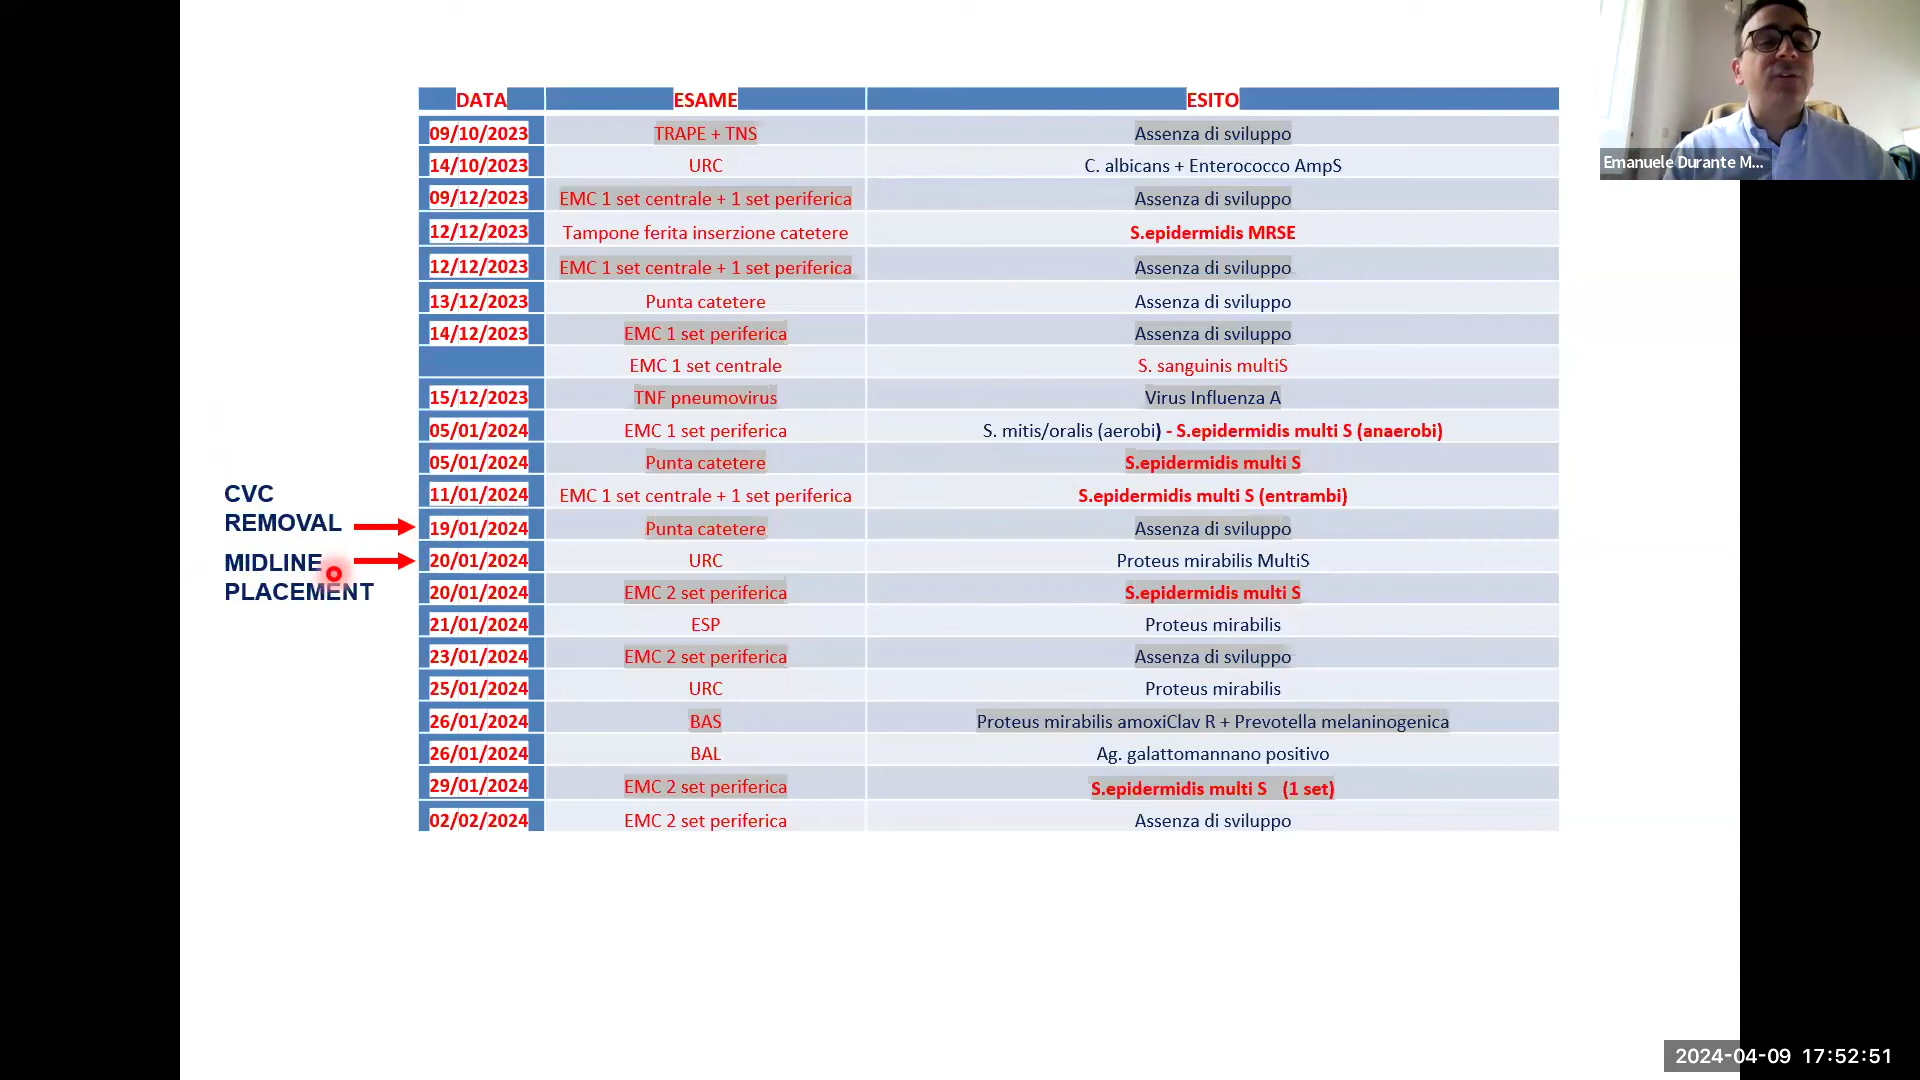 DATA ESAME ESITO
09/10/2023 TRAPE + TNS Assenza di sviluppo
14/10/2023 URC C. albicans + Enterococco AmpS
09/12/2023 EMC 1 set centrale + 1 set periferica Assenza di sviluppo
12/12/2023 Tampone ferita inserzione catetere S.epidermidis MRSE
12/12/2023 EMC 1 set centrale + 1 set periferica Assenza di sviluppo
13/12/2023 Punta catetere Assenza di sviluppo
14/12/2023 EMC 1 set periferica Assenza di sviluppo
EMC 1 set centrale S. sanguinis multiS
15/12/2023 TNF pneumovirus Virus Influenza A
05/01/2024 EMC 1 set periferica S. mitis/oralis (aerobi) - S.epidermidis multi S (anaerobi)
05/01/2024 Punta catetere S.epidermidis multi S
11/01/2024 EMC 1 set centrale + 1 set periferica S.epidermidis multi S (entrambi)
19/01/2024 Punta catetere Assenza di sviluppo
20/01/2024 URC Proteus mirabilis MultiS
20/01/2024 EMC 2 set periferica S.epidermidis multi S
21/01/2024 ESP Proteus mirabilis
23/01/2024 EMC 2 set periferica Assenza di sviluppo
25/01/2024 URC Proteus mirabilis
26/01/2024 BAS Proteus mirabilis amoxiClav R + Prevotella melaninogenica
26/01/2024 BAL Ag. galattomannano positivo
29/01/2024 EMC 2 set periferica S.epidermidis multi S (1 set)
02/02/2024 EMC 2 set periferica Assenza di sviluppo
CVC
REMOVAL
MIDLINE
PLACEMENT
Emanuele Durante M...
2024-04-09 17:52:51